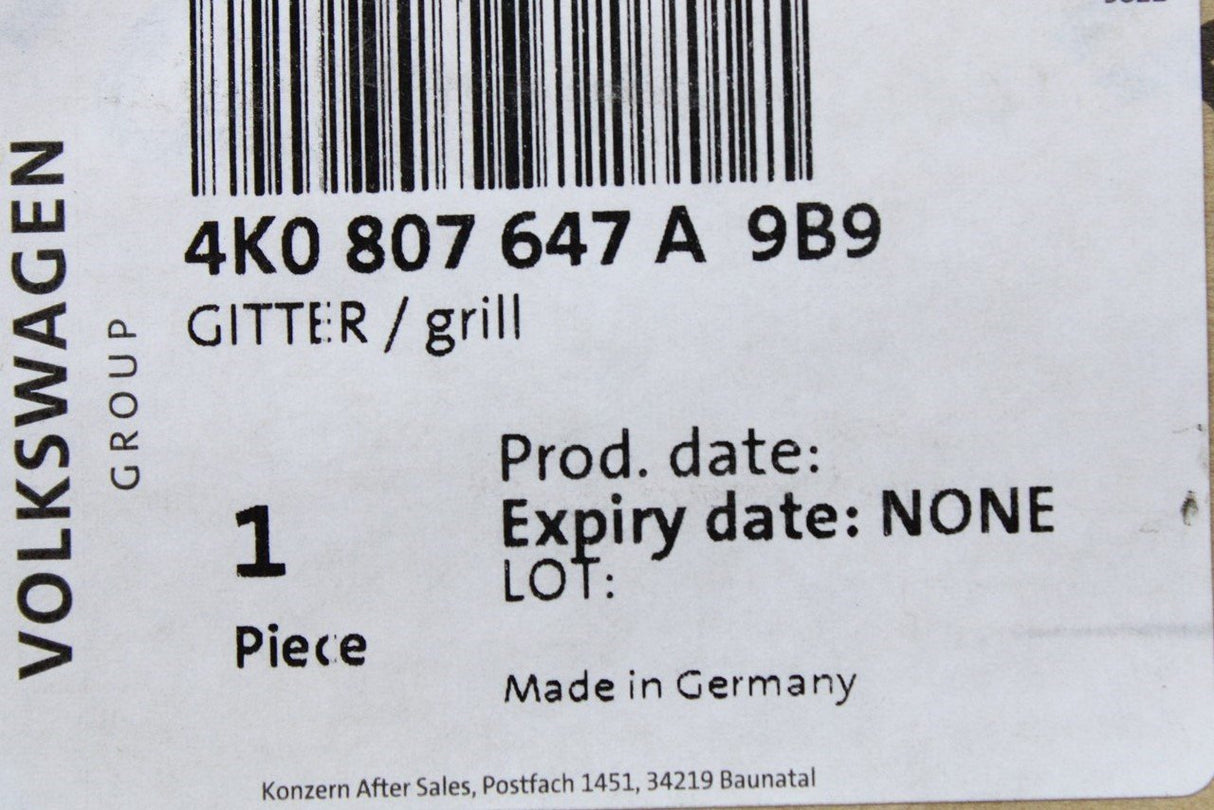 4K0 807 647 A 9B9
GITTER / grill
VOLKSWAGEN
GROUP
Prod. date:
Expiry date: NONE
LOT:
1
Piece
Made in Germany
Konzern After Sales, Postfach 1451, 34219 Baunatal